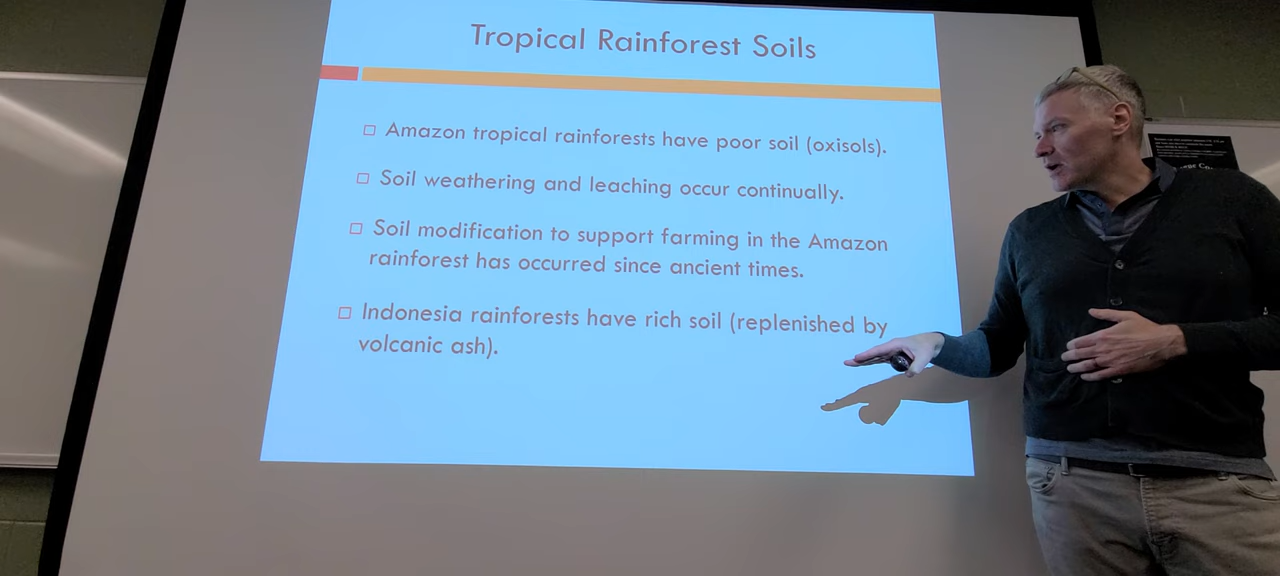 Tropical Rainforest Soils
Amazon tropical rainforests have poor soil (oxisols).
Soil weathering and leaching occur continually.
Soil modification to support farming in the Amazon
rainforest has occurred since ancient times.
Indonesia rainforests have rich soil (replenished by
volcanic ash).